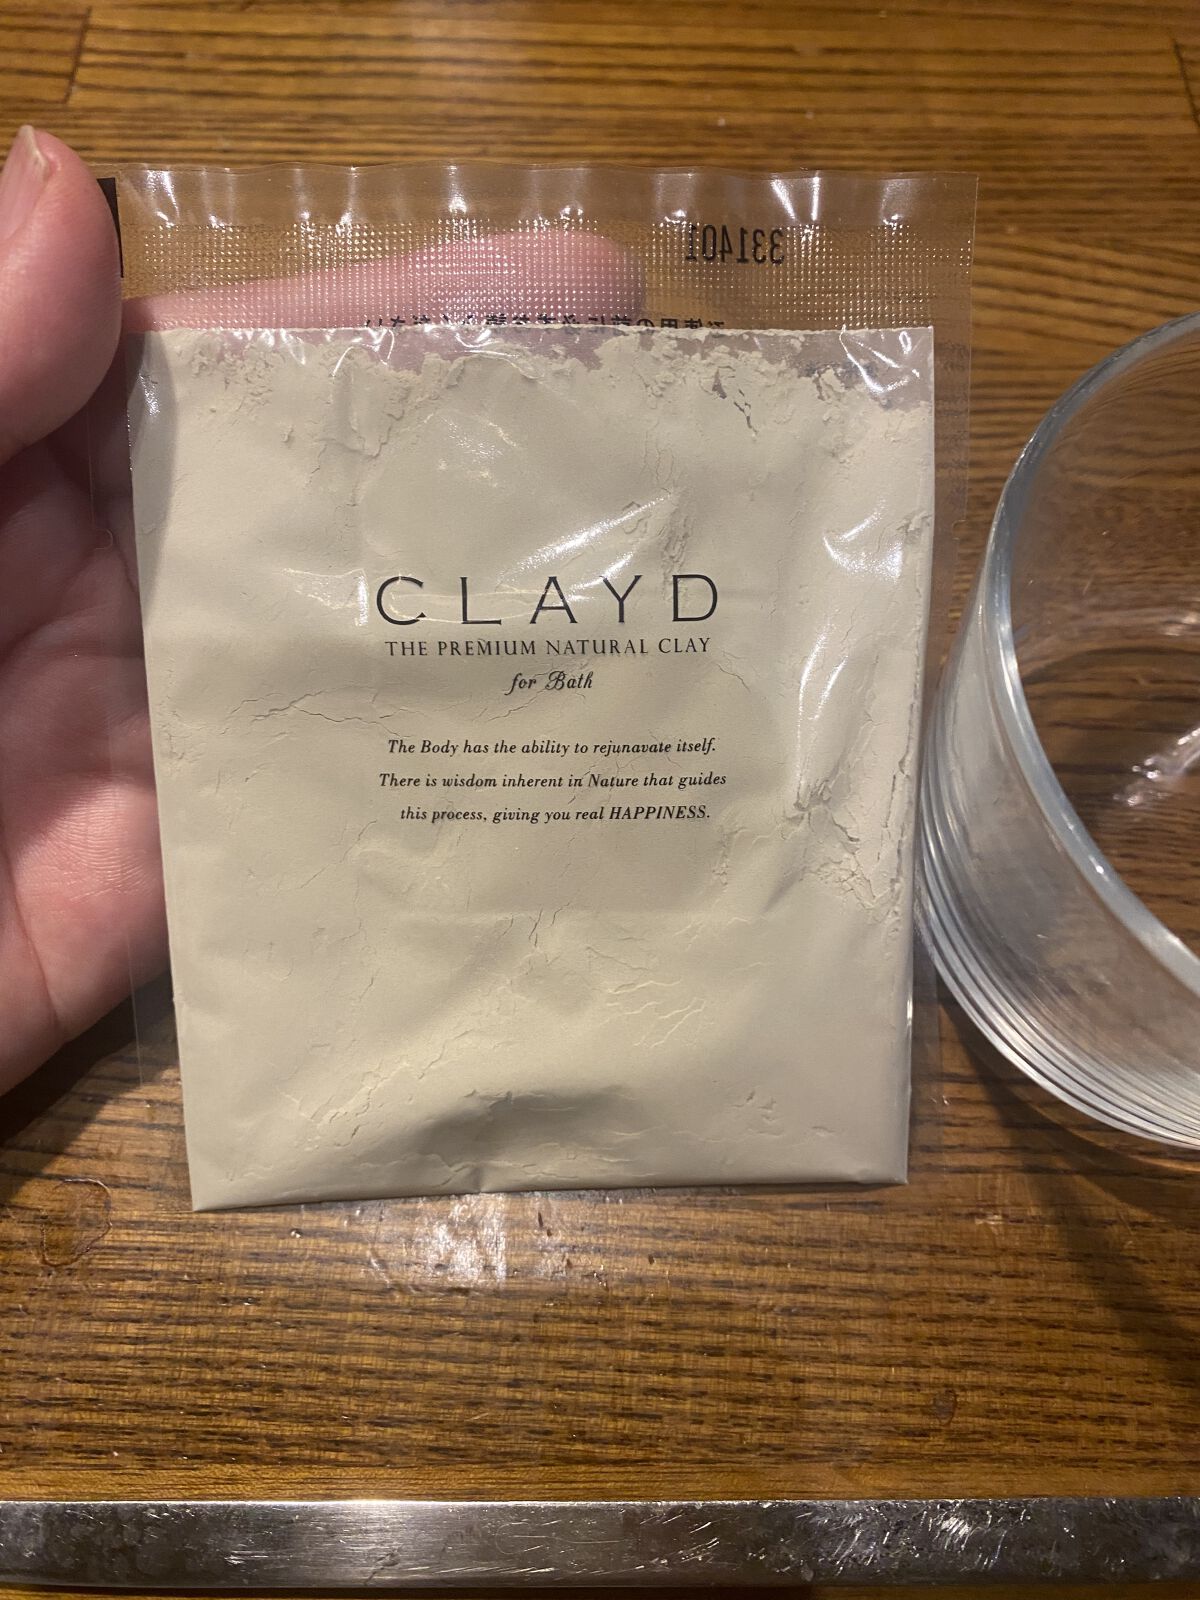 331401
CLAYD
THE PREMIUM NATURAL CLAY
for Bath
The Body has the ability to rejunavate itself.
There is wisdom inherent in Nature that guides
this process, giving you real HAPPINESS.